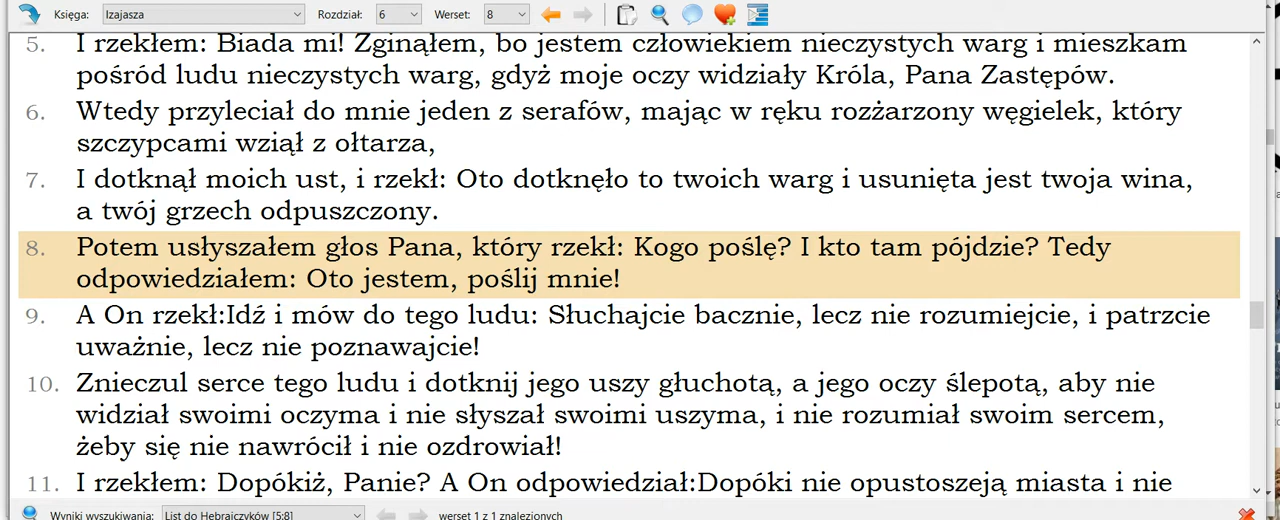 Księga: Izajasza Rozdział: 6 Werset: 8
5. I rzekłem: Biada mi! Zginąłem, bo jestem człowiekiem nieczystych warg i mieszkam
pośród ludu nieczystych warg, gdyż moje oczy widziały Króla, Pana Zastępów.
6. Wtedy przyleciał do mnie jeden z serafów, mając w ręku rozżarzony węgielek, który
szczypcami wziął z ołtarza,
7. I dotknął moich ust, i rzekł: Oto dotknęło to twoich warg i usunięta jest twoja wina,
a twój grzech odpuszczony.
8. Potem usłyszałem głos Pana, który rzekł: Kogo poślę? I kto tam pójdzie? Tedy
odpowiedziałem: Oto jestem, poślij mnie!
9. A On rzekł:Idź i mów do tego ludu: Słuchajcie bacznie, lecz nie rozumiejcie, i patrzcie
uważnie, lecz nie poznawajcie!
10. Znieczul serce tego ludu i dotknij jego uszy głuchotą, a jego oczy ślepotą, aby nie
widział swoimi oczyma i nie słyszał swoimi uszyma, i nie rozumiał swoim sercem,
żeby się nie nawrócił i nie ozdrowiał!
11. I rzekłem: Dopókiż, Panie? A On odpowiedział:Dopóki nie opustoszeją miasta i nie
Wyniki wyszukiwania: List do Hebrajczyków [5:8] werset 1 z 1 znalezionych